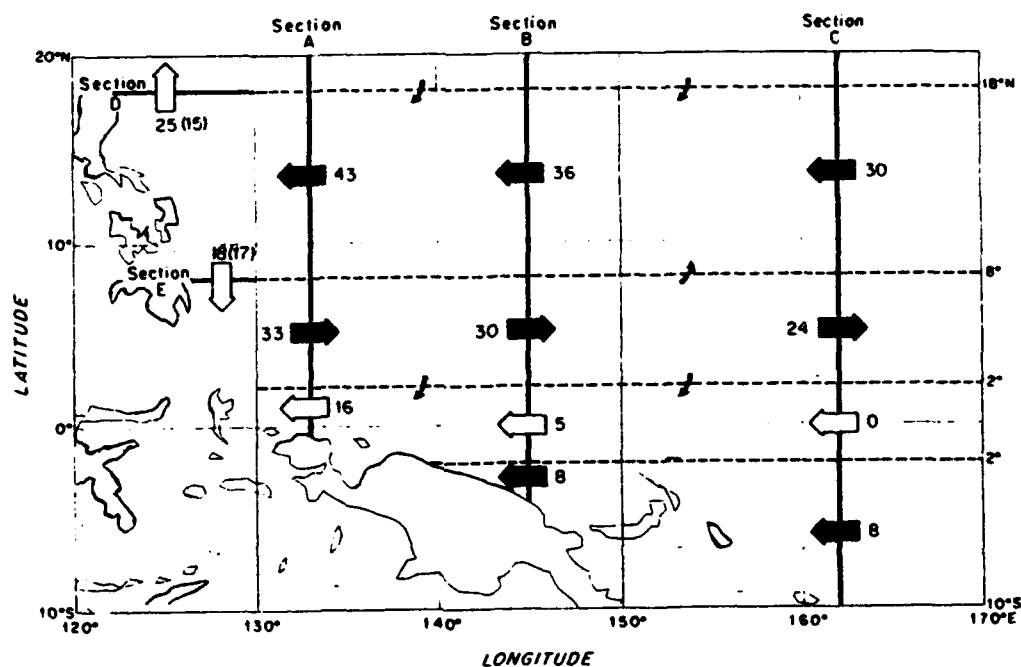 Section A
Section B
Section C
20°N
Section D
18°N
25 (15)
43
36
30
10°
18(17)
Section E
8°
33
30
24
2°
16
5
0
0°
2°
8
8
10°S
10°S
120°
130°
140°
150°
160°
170°E
LATITUDE
LONGITUDE